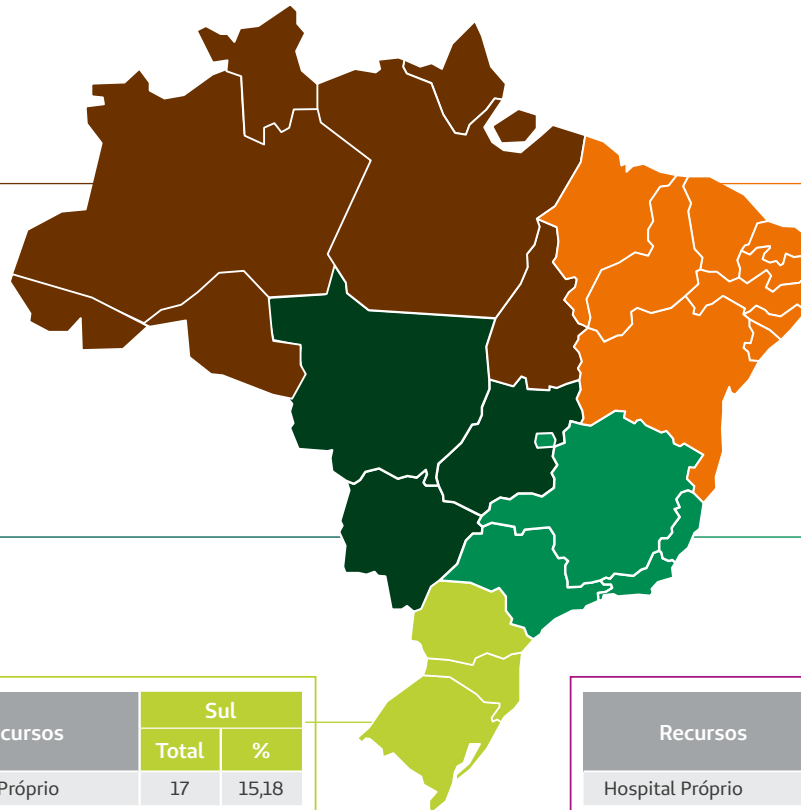 cursos Sul
Total %
Próprio 17 15,18
Recursos
Hospital Próprio